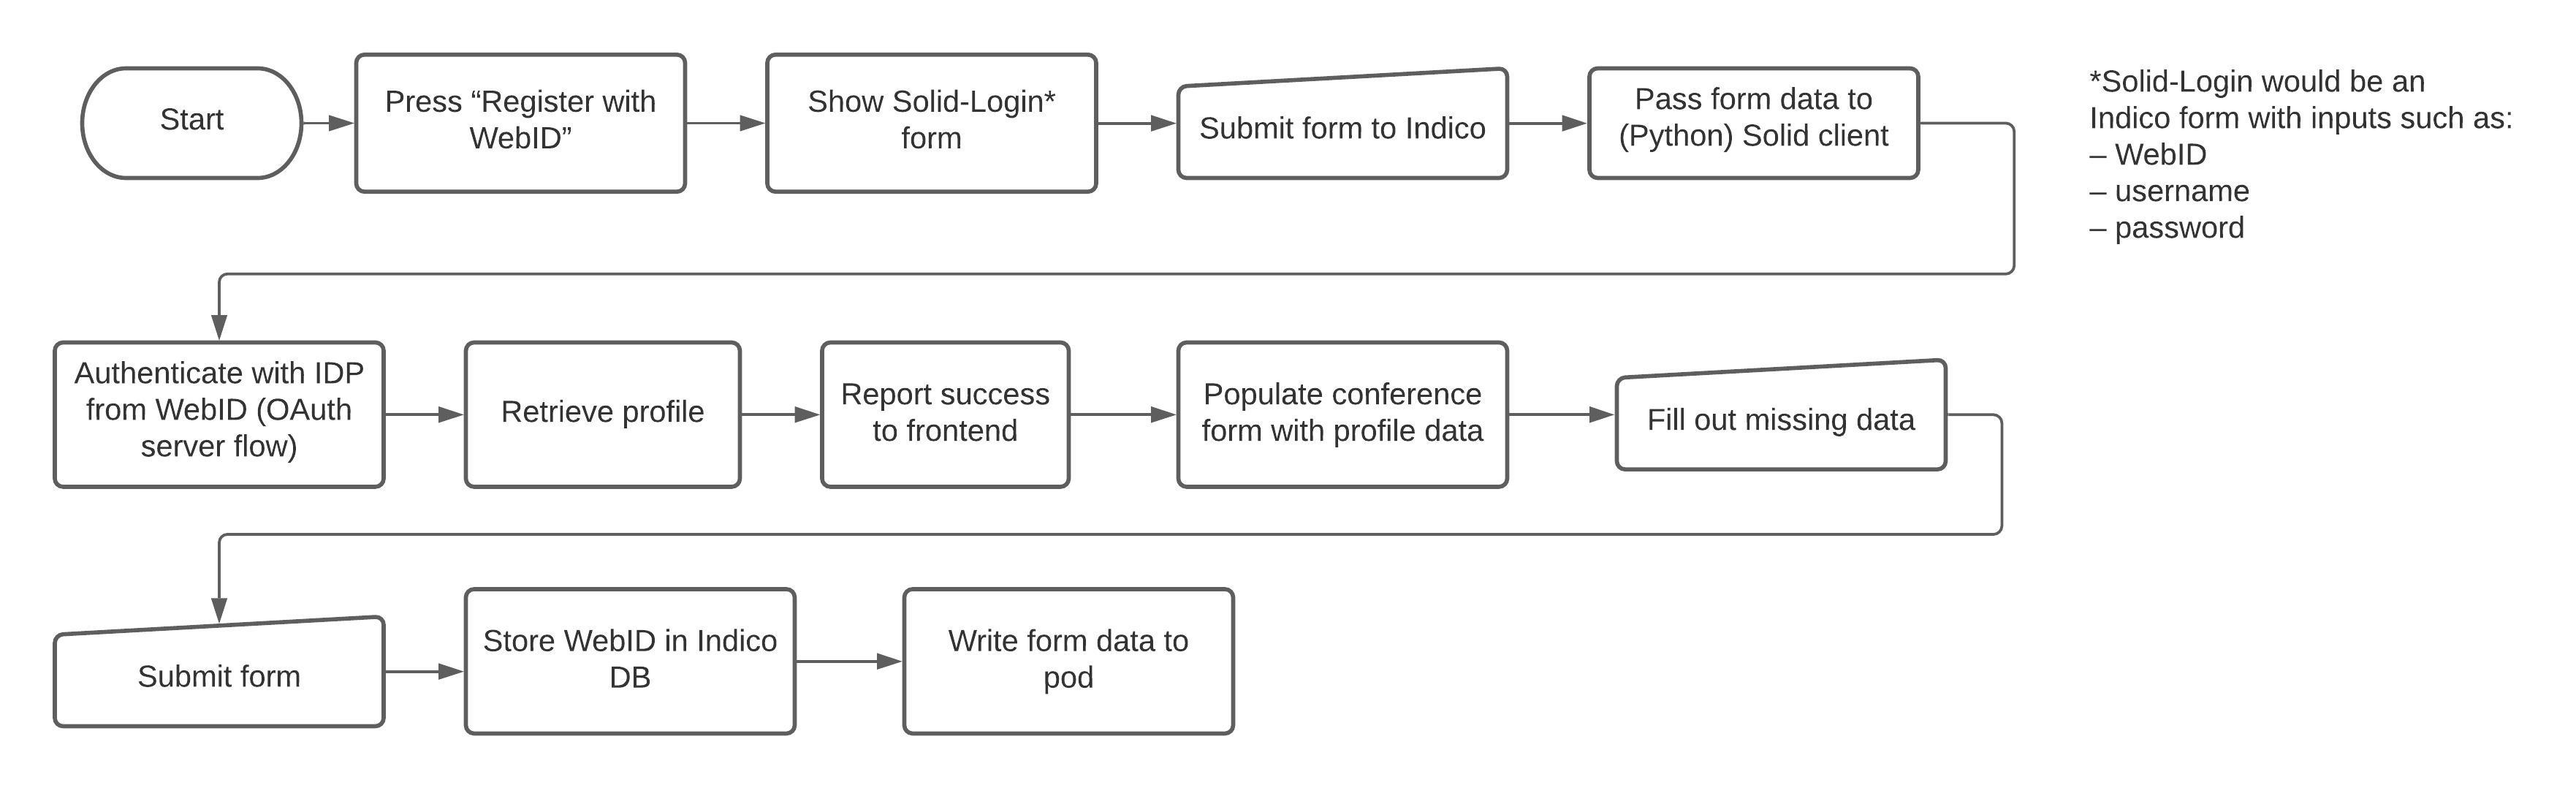 Start
Press “Register with
WebID”
Show Solid-Login*
form
Submit form to Indico
Pass form data to
(Python) Solid client
*Solid-Login would be an
Indico form with inputs such as:
– WebID
– username
– password
Authenticate with IDP
from WebID (OAuth
server flow)
Retrieve profile
Report success
to frontend
Populate conference
form with profile data
Fill out missing data
Submit form
Store WebID in Indico
DB
Write form data to
pod